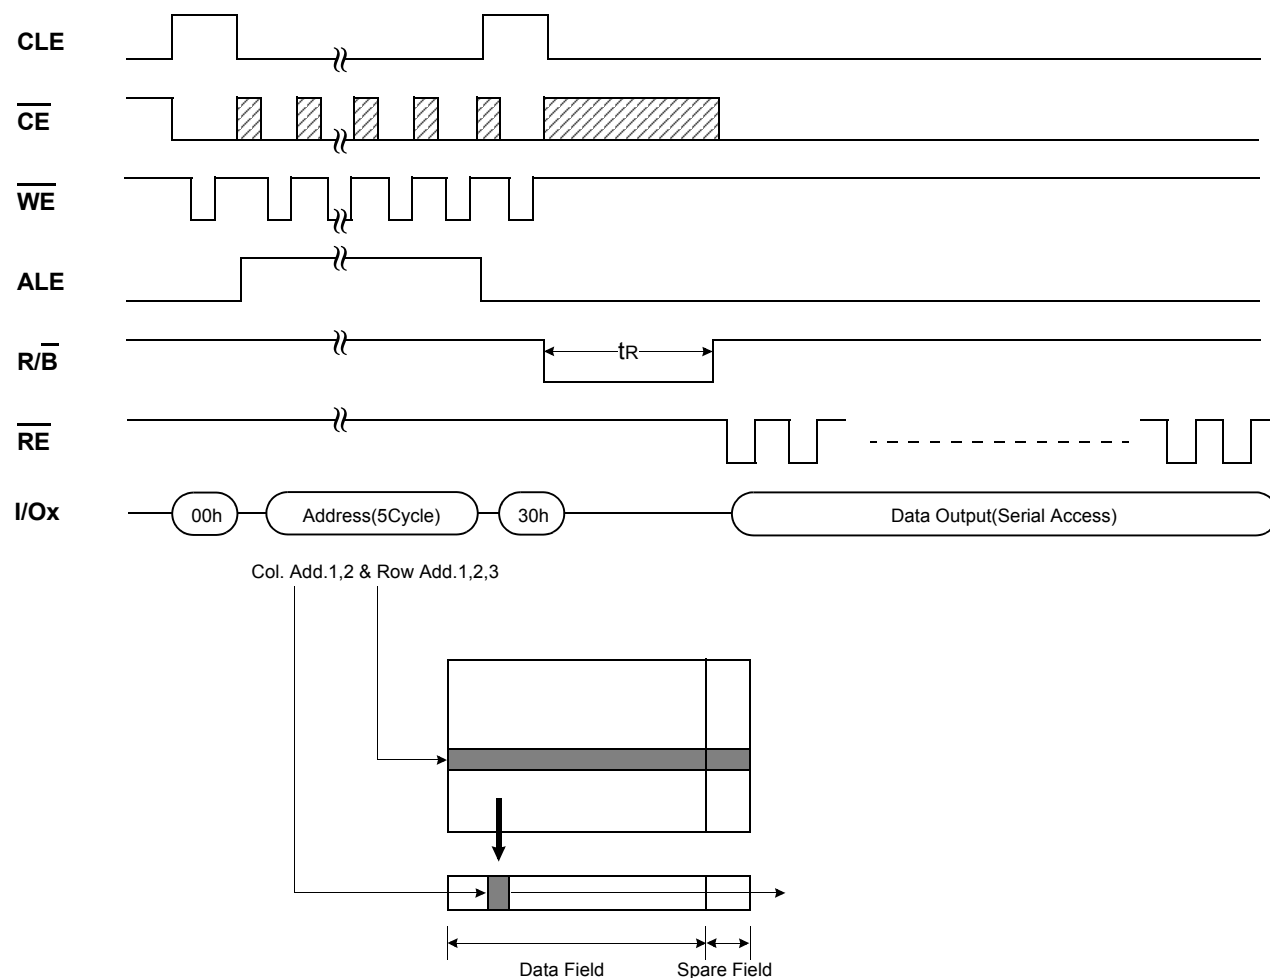 CLE
CE
WE
ALE
R/B
tR
RE
I/Ox
00h
Address(5Cycle)
30h
Data Output(Serial Access)
Col. Add.1,2 & Row Add.1,2,3
Data Field
Spare Field